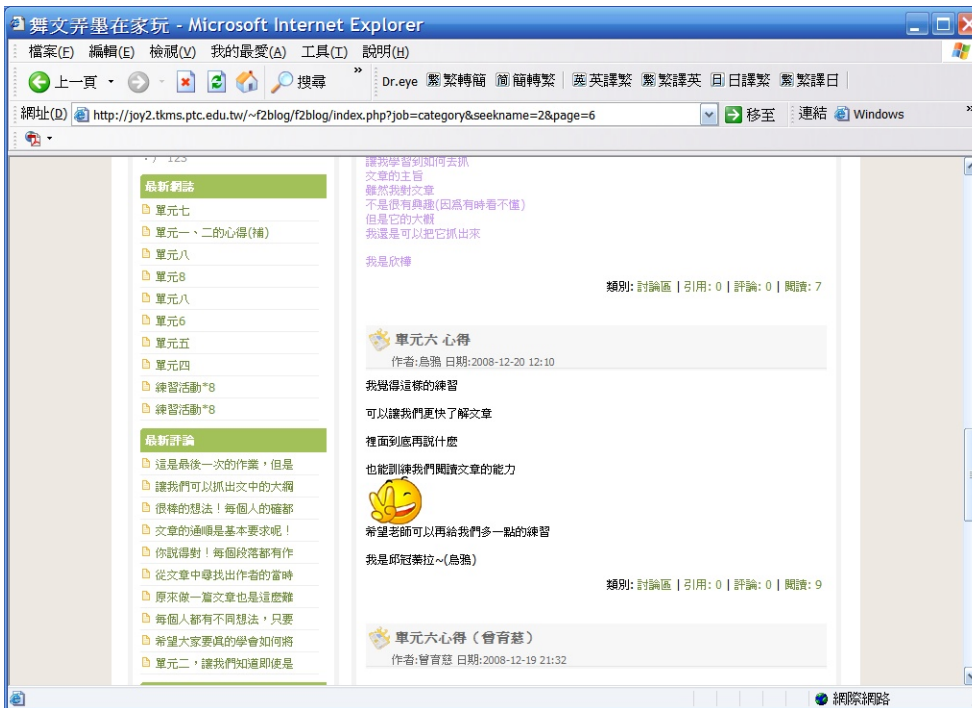 舞文弄墨在家玩 - Microsoft Internet Explorer
檔案(F) 編輯(E) 檢視(V) 我的最愛(A) 工具(T) 說明(H)
上一頁 搜尋 » Dr.eye 繁 繁轉簡 簡 簡轉繁 英 英譯繁 繁 繁譯英 日 日譯繁 繁 繁譯日
網址(D) http://joy2.tkms.ptc.edu.tw/~f2blog/f2blog/index.php?job=category&seekname=2&page=6 移至 連結 Windows »
最新網誌
單元七
單元一、二的心得(補)
單元八
單元8
單元八
單元6
單元五
單元四
練習活動*8
練習活動*8
最新評論
這是最後一次的作業，但是
讓我們可以抓出文中的大綱
很棒的想法！每個人的確都
文章的通順是基本要求呢！
你說得對！每個段落都有作
從文章中尋找出作者的當時
原來做一篇文章也是這麼難
每個人都有不同想法，只要
希望大家要真的學會如何將
單元二，讓我們知道即使是
讓我學習到如何去抓
文章的主旨
雖然我對文章
不是很有興趣(因為有時看不懂)
但是它的大概
我還是可以把它抓出來
我是欣樺
類別: 討論區 | 引用: 0 | 評論: 0 | 閱讀: 7
單元六 心得
作者:烏鴉 日期:2008-12-20 12:10
我覺得這樣的練習
可以讓我們更快了解文章
裡面到底再說什麼
也能訓練我們閱讀文章的能力
希望老師可以再給我們多一點的練習
我是邱冠蓁拉~(烏鴉)
類別: 討論區 | 引用: 0 | 評論: 0 | 閱讀: 9
單元六心得（曾育慈）
作者:曾育慈 日期:2008-12-19 21:32
網際網路